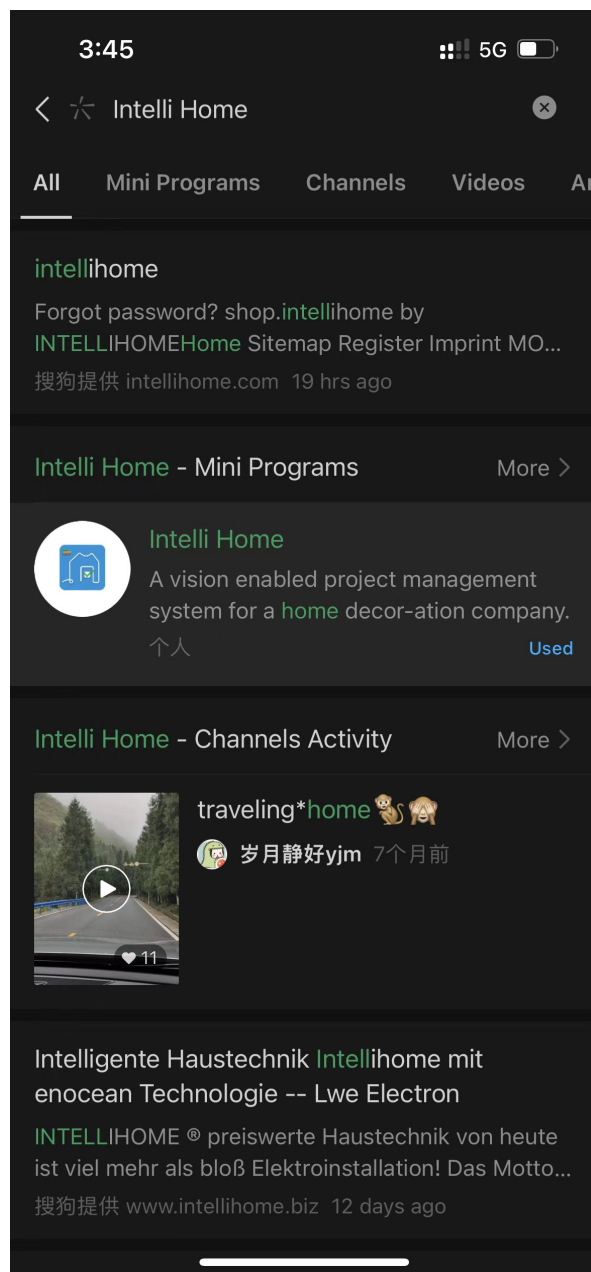 3:45
5G
Intelli Home
All Mini Programs Channels Videos Ar
intellihome
Forgot password? shop.intellihome by
INTELLIHOMEHome Sitemap Register Imprint MO...
搜狗提供 intellihome.com 19 hrs ago
Intelli Home - Mini Programs More
Intelli Home
A vision enabled project management
system for a home decor-ation company.
个人 Used
Intelli Home - Channels Activity More
traveling*home🐒🙈
岁月静好yjm 7个月前
11
Intelligente Haustechnik Intellihome mit
enocean Technologie -- Lwe Electron
INTELLIHOME ® preiswerte Haustechnik von heute
ist viel mehr als bloß Elektroinstallation! Das Motto...
搜狗提供 www.intellihome.biz 12 days ago